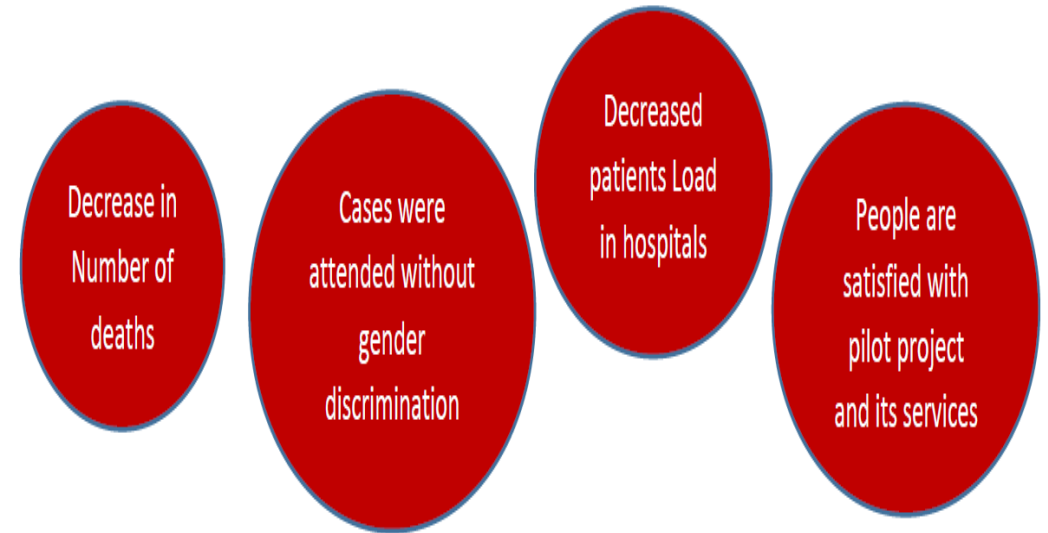 Decrease in
Number of
deaths
Cases were
attended without
gender
discrimination
Decreased
patients Load
in hospitals
People are
satisfied with
pilot project
and its services